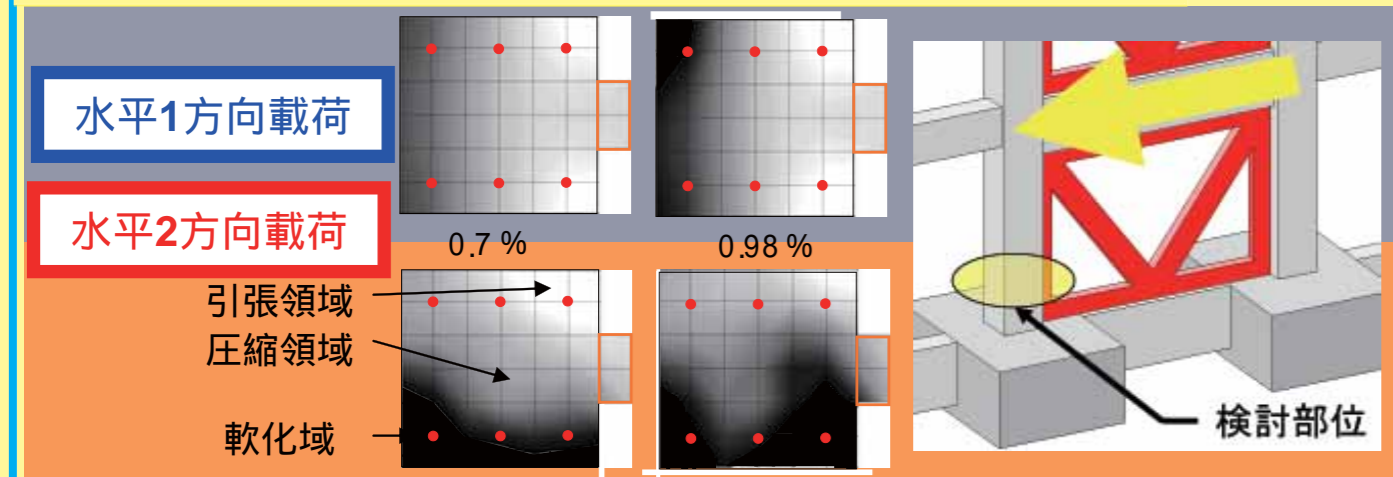 水平1方向載荷
水平2方向載荷
0.7 %
0.98 %
引張領域
圧縮領域
軟化域
検討部位